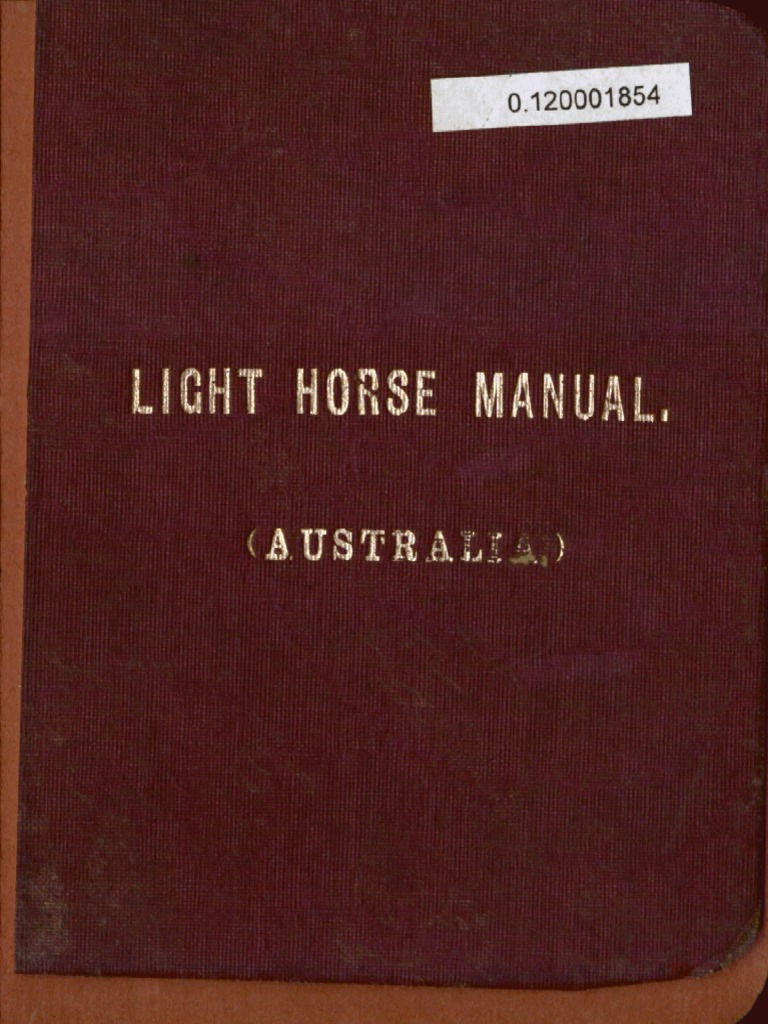 0.120001854
LIGHT HORSE MANUAL.
(AUSTRALIA.)